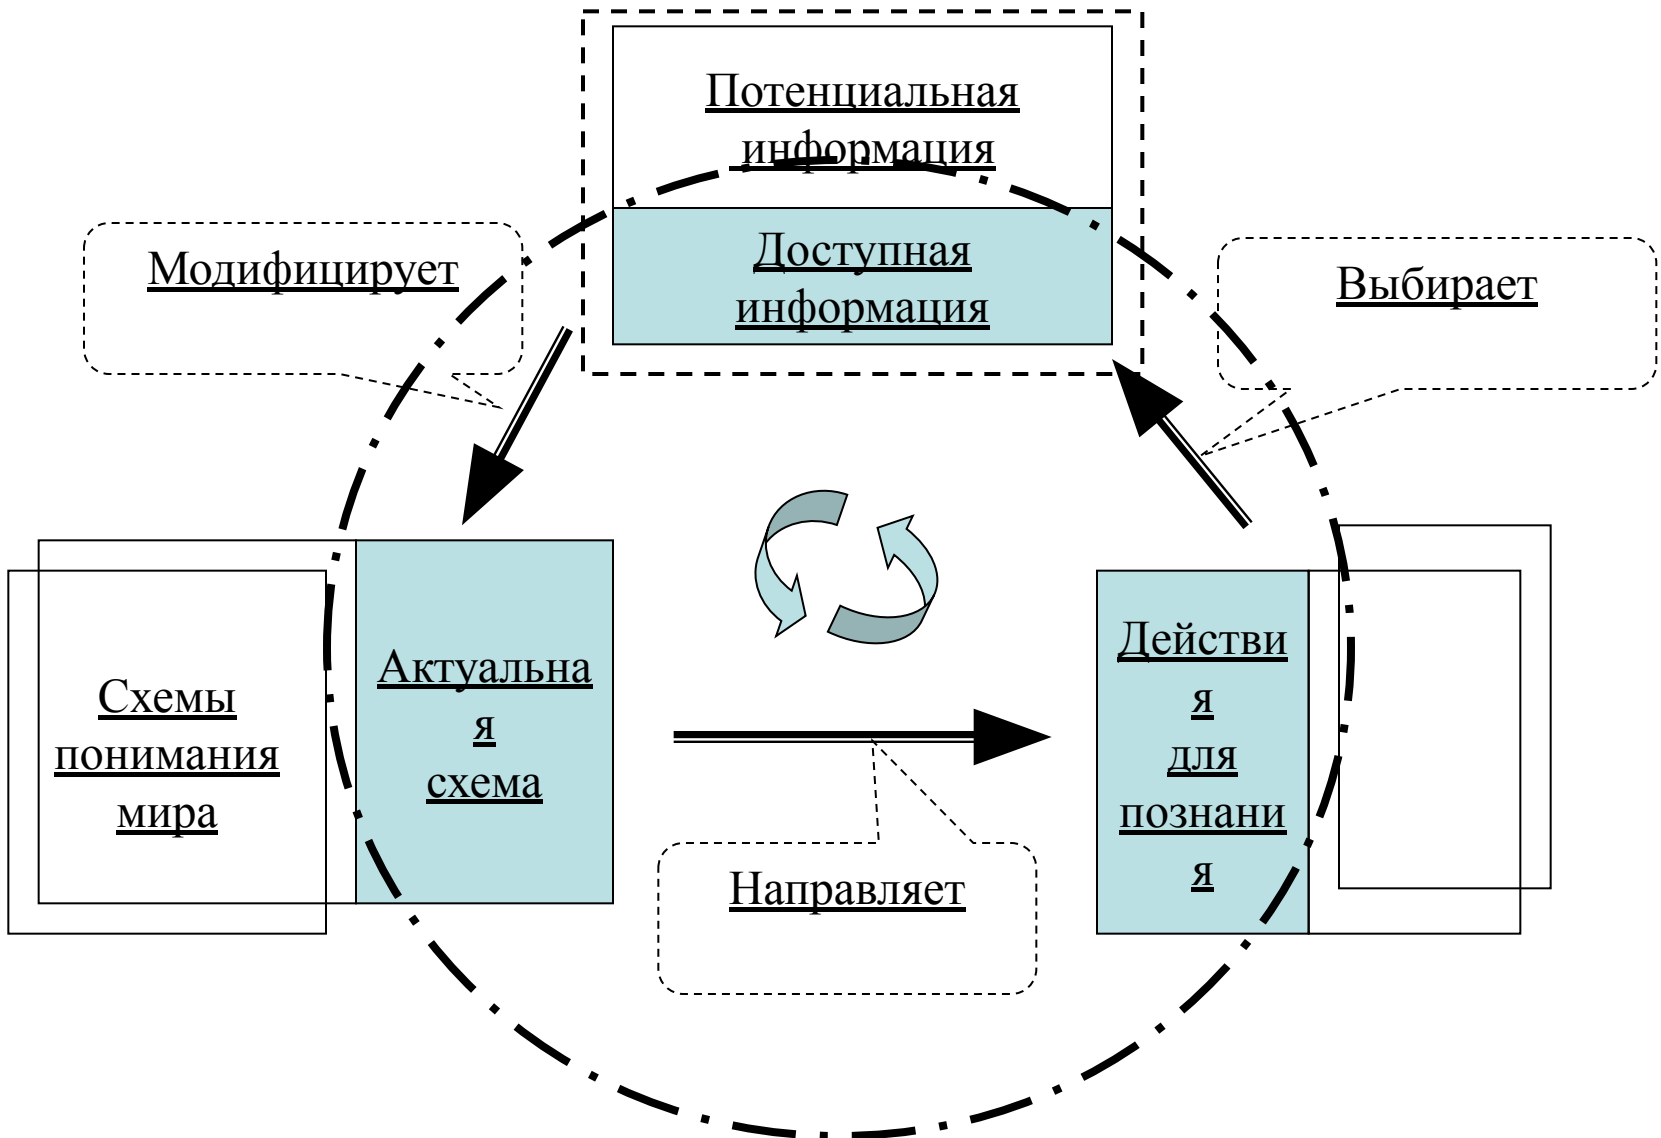 Потенциальная
информация
Доступная
информация
Модифицирует
Выбирает
Схемы
понимания
мира
Актуальна
я
схема
Действи
я
для
познани
я
Направляет